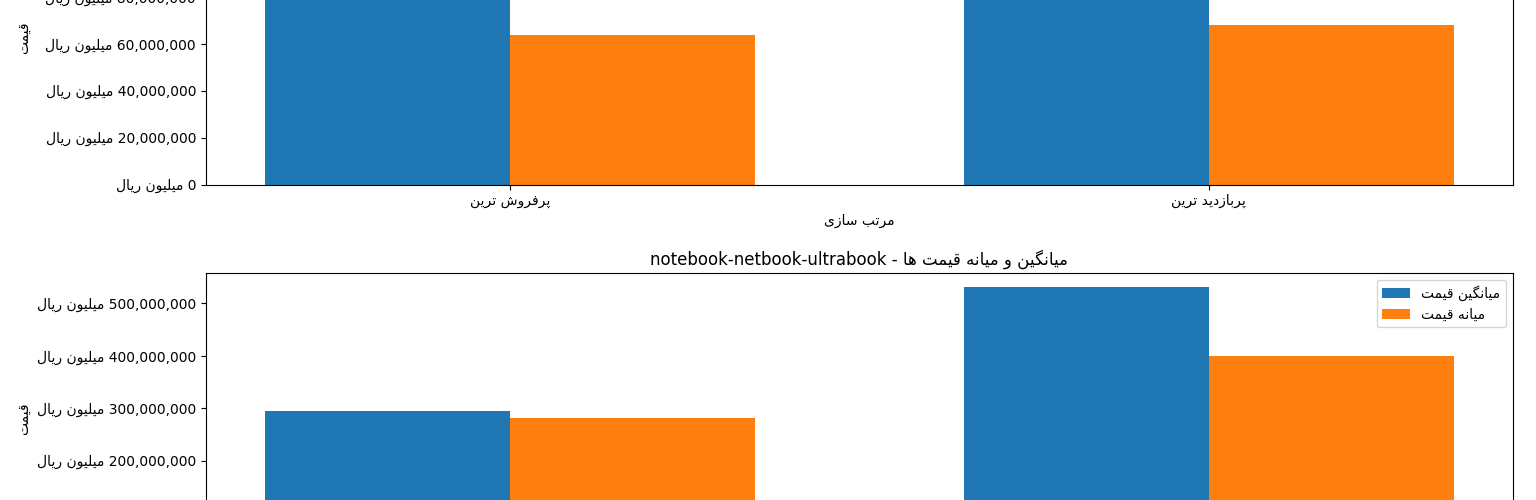 80,000,000 میلیون ریال
قیمت
60,000,000 میلیون ریال
40,000,000 میلیون ریال
20,000,000 میلیون ریال
0 میلیون ریال
پرفروش ترین
پربازدید ترین
مرتب سازی
notebook-netbook-ultrabook - میانگین و میانه قیمت ها
میانگین قیمت
میانه قیمت
500,000,000 میلیون ریال
400,000,000 میلیون ریال
قیمت
300,000,000 میلیون ریال
200,000,000 میلیون ریال